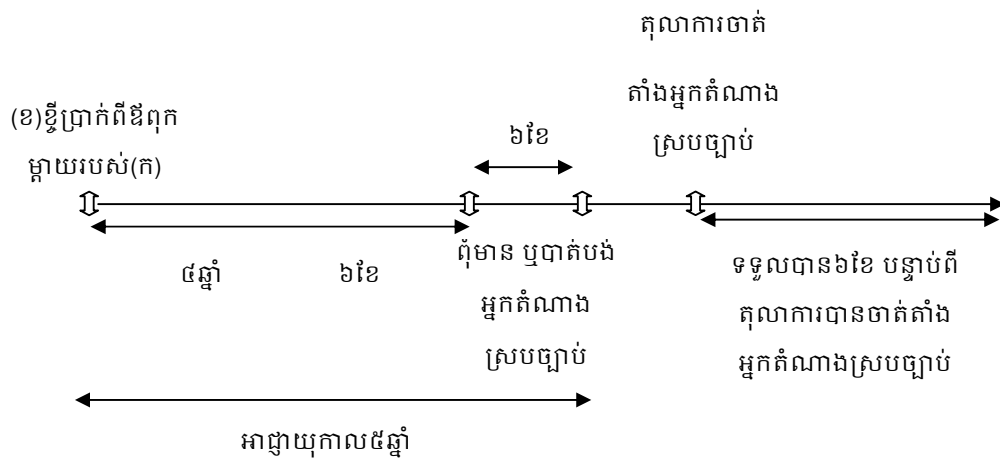 តុលាការចាត់
តាំងអ្នកតំណាង
ស្របច្បាប់
(ខ)ខ្ចីប្រាក់ពីឪពុក
ម្តាយរបស់(ក)
៦ខែ
៤ឆ្នាំ ៦ខែ
ពុំមាន ឬបាត់បង់
អ្នកតំណាង
ស្របច្បាប់
ទទួលបាន៦ខែ បន្ទាប់ពី
តុលាការបានចាត់តាំង
អ្នកតំណាងស្របច្បាប់
អាជ្ញាយុកាល៥ឆ្នាំ